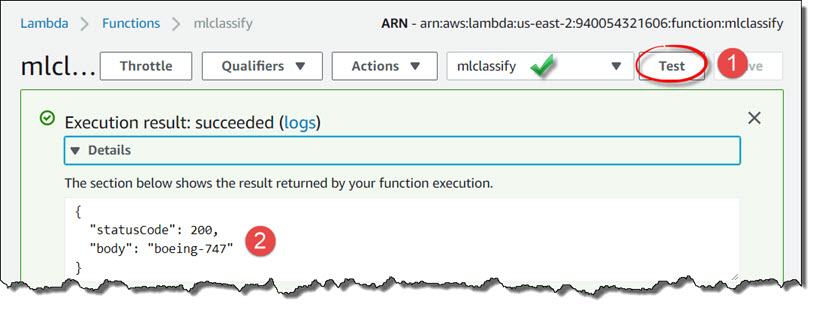 Lambda > Functions > mlclassify ARN - arn:aws:lambda:us-east-2:940054321606:function:mlclassify
mlcl... Throttle Qualifiers ▼ Actions ▼ mlclassify ▼ Test 1
Execution result: succeeded (logs)
▼ Details
The section below shows the result returned by your function execution.
{
"statusCode": 200,
"body": "boeing-747" 2
}